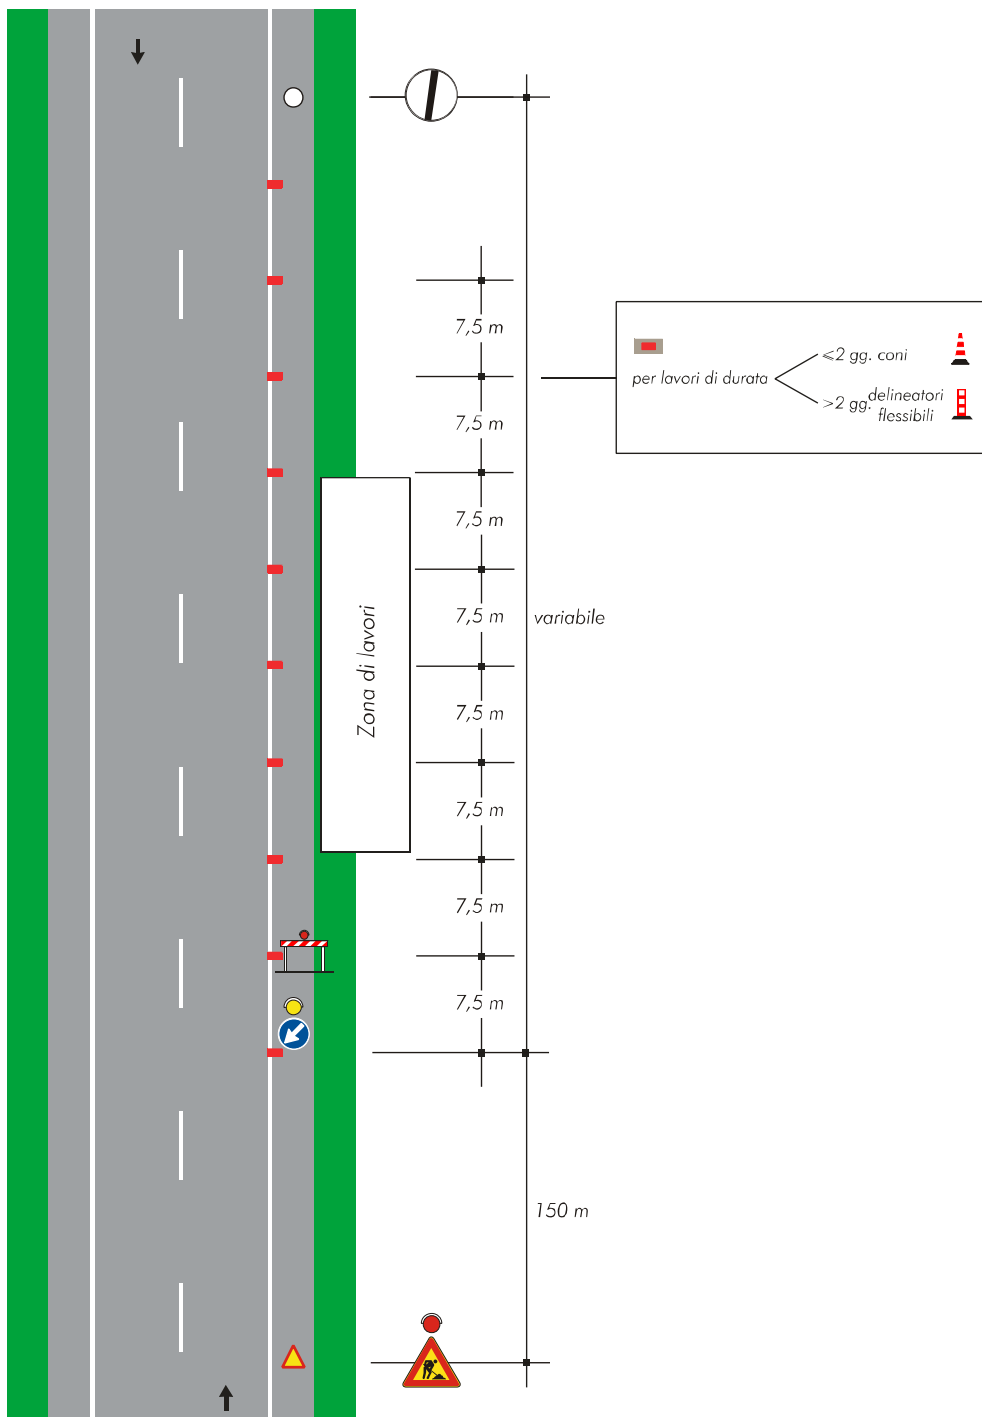 7,5 m
≤2 gg. coni
per lavori di durata
>2 gg. delineatori
flessibili
7,5 m
7,5 m
7,5 m
variabile
Zona di lavori
7,5 m
7,5 m
7,5 m
7,5 m
150 m